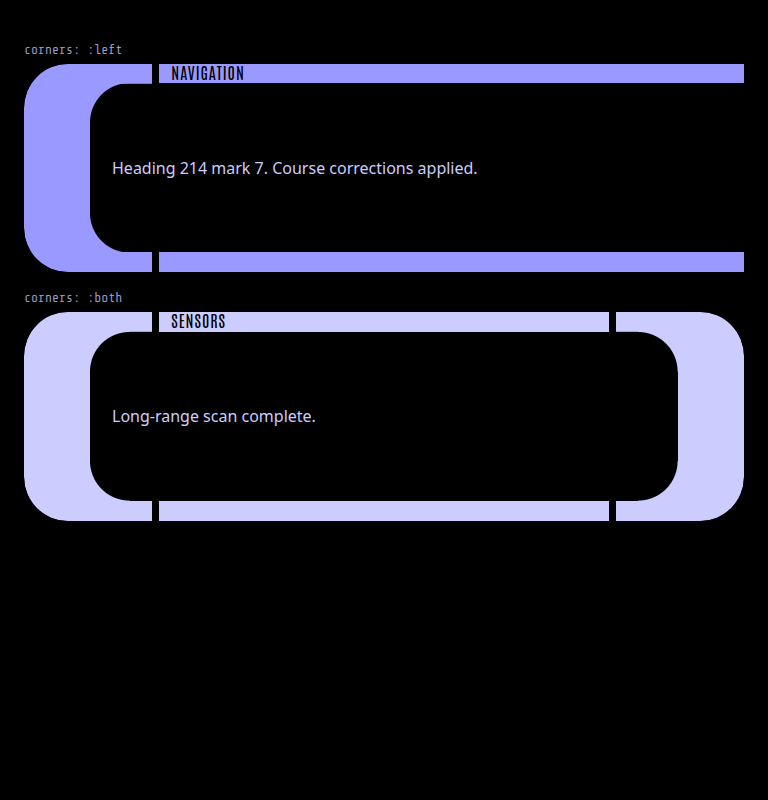 corners: :left
NAVIGATION
Heading 214 mark 7. Course corrections applied.
corners: :both
SENSORS
Long-range scan complete.